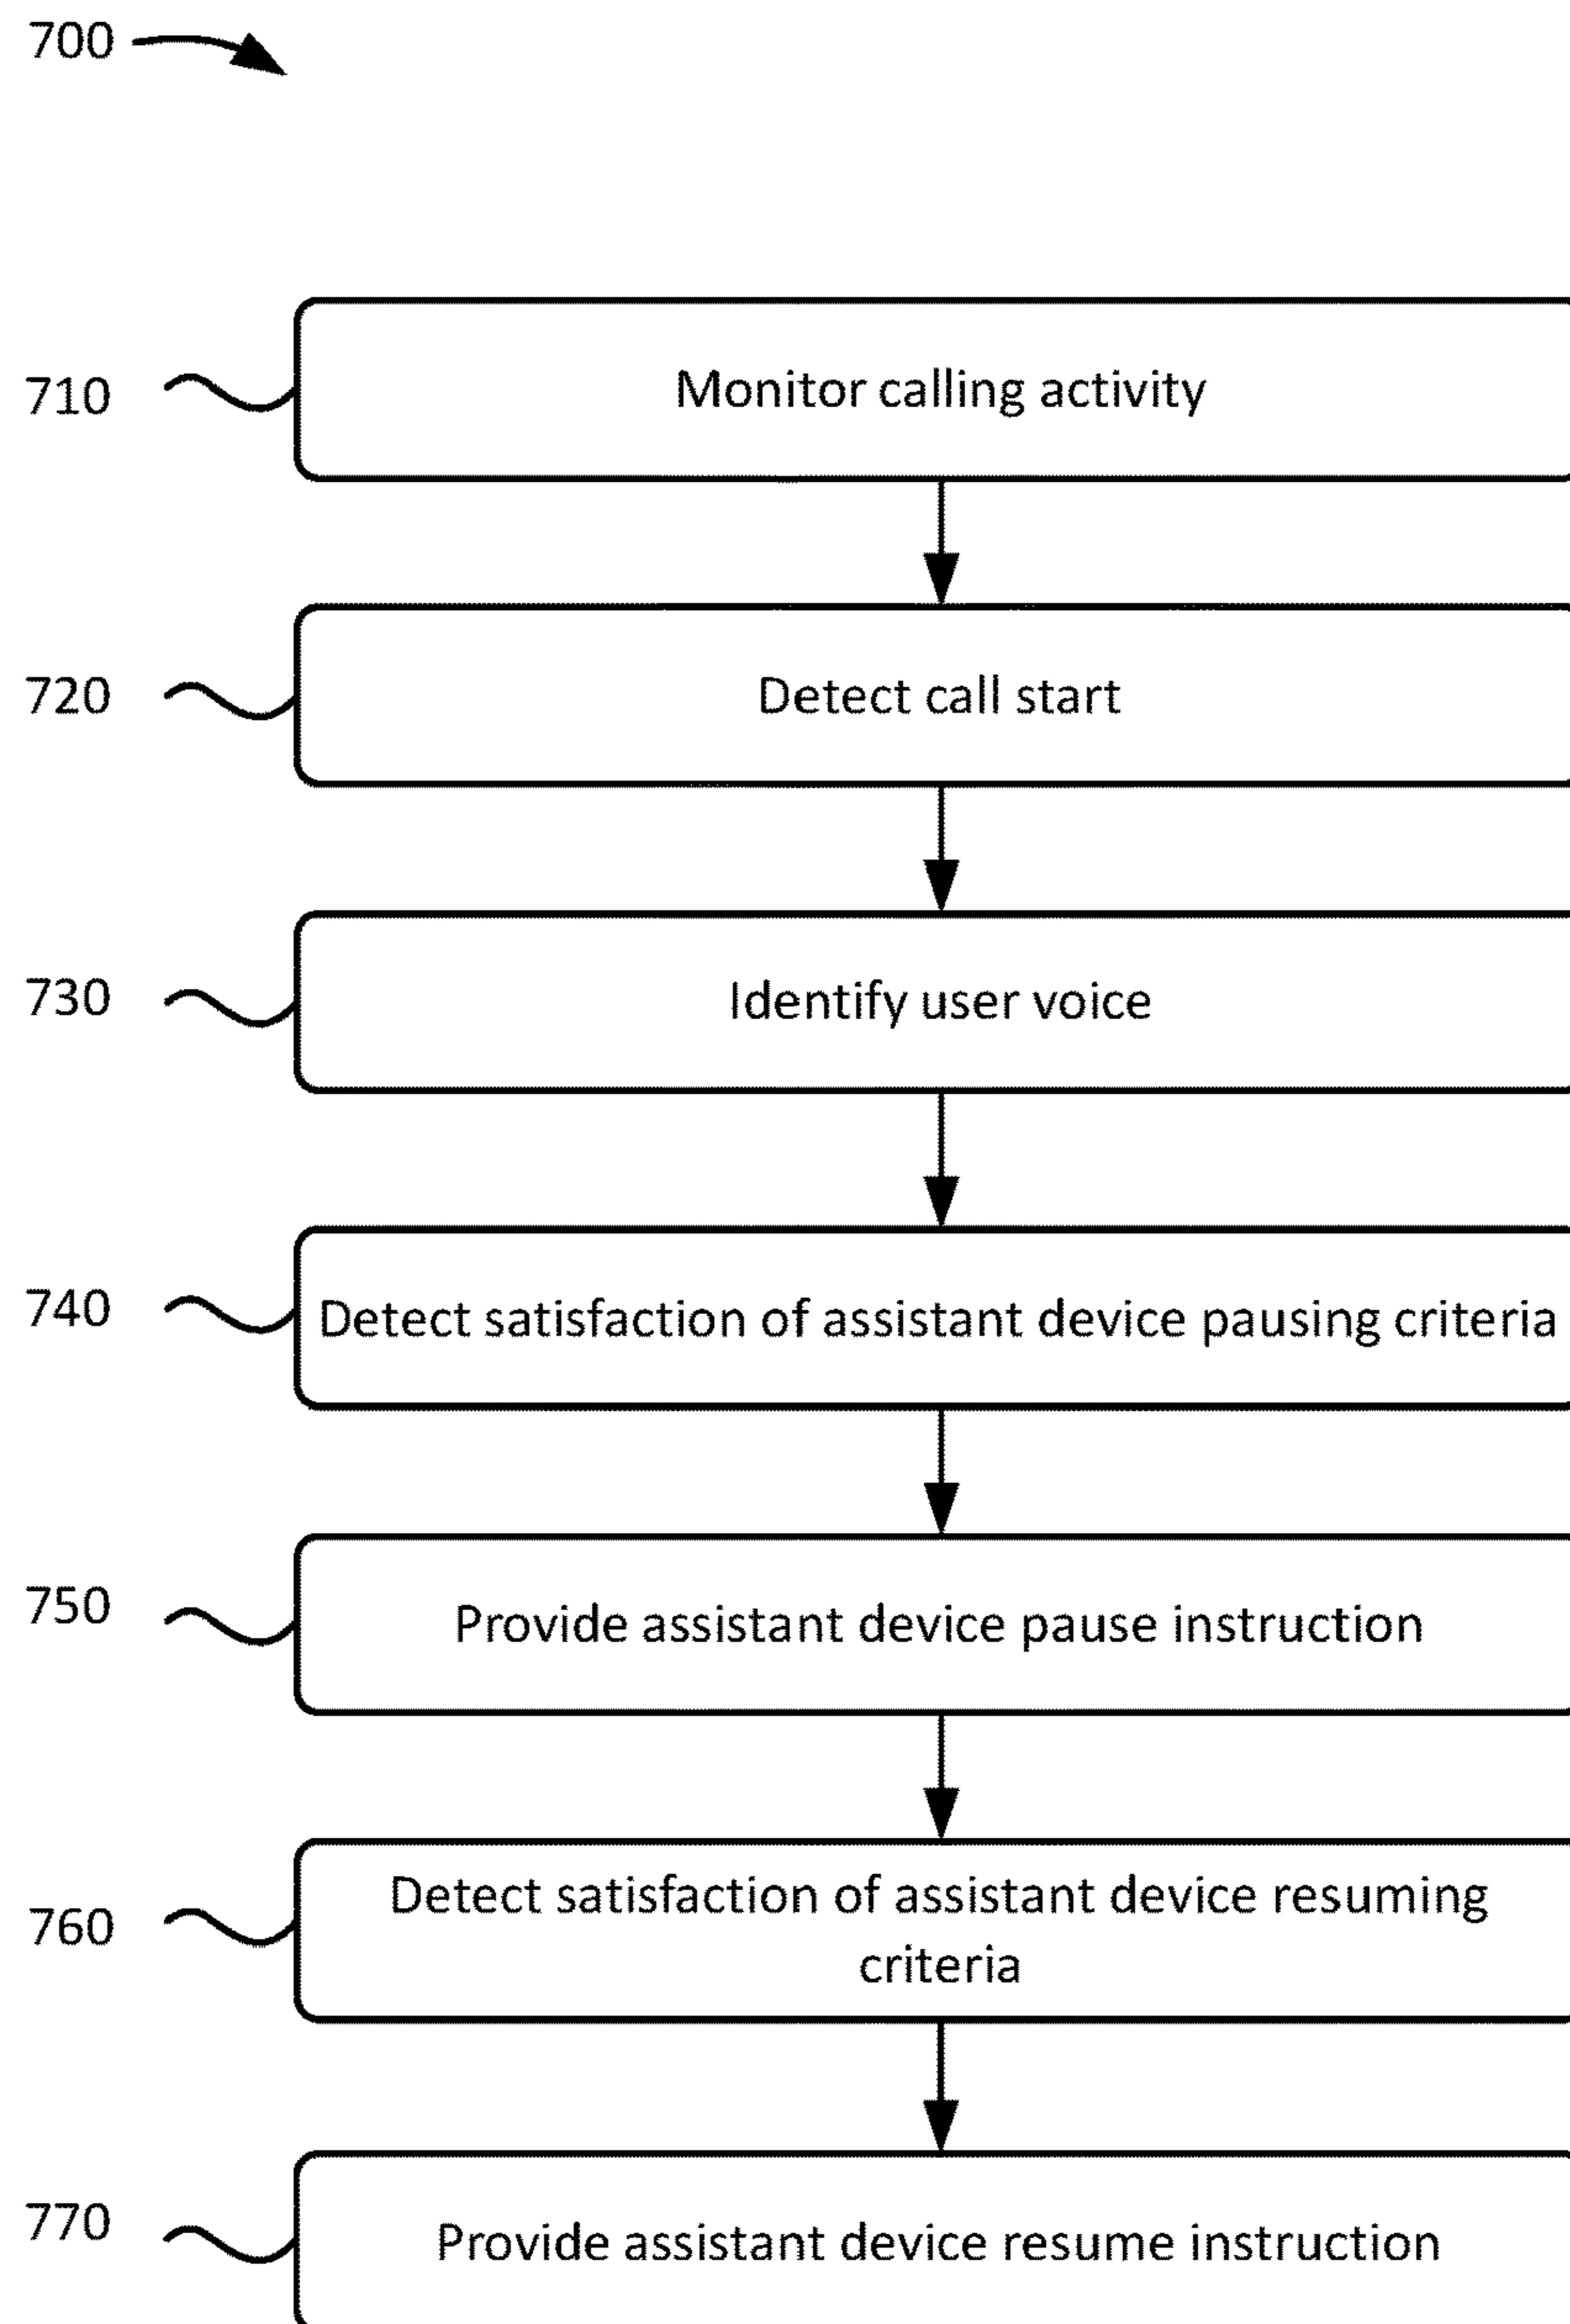 700
710
Monitor calling activity
720
Detect call start
730
Identify user voice
740
Detect satisfaction of assistant device pausing criteria
750
Provide assistant device pause instruction
760
Detect satisfaction of assistant device resuming
criteria
770
Provide assistant device resume instruction